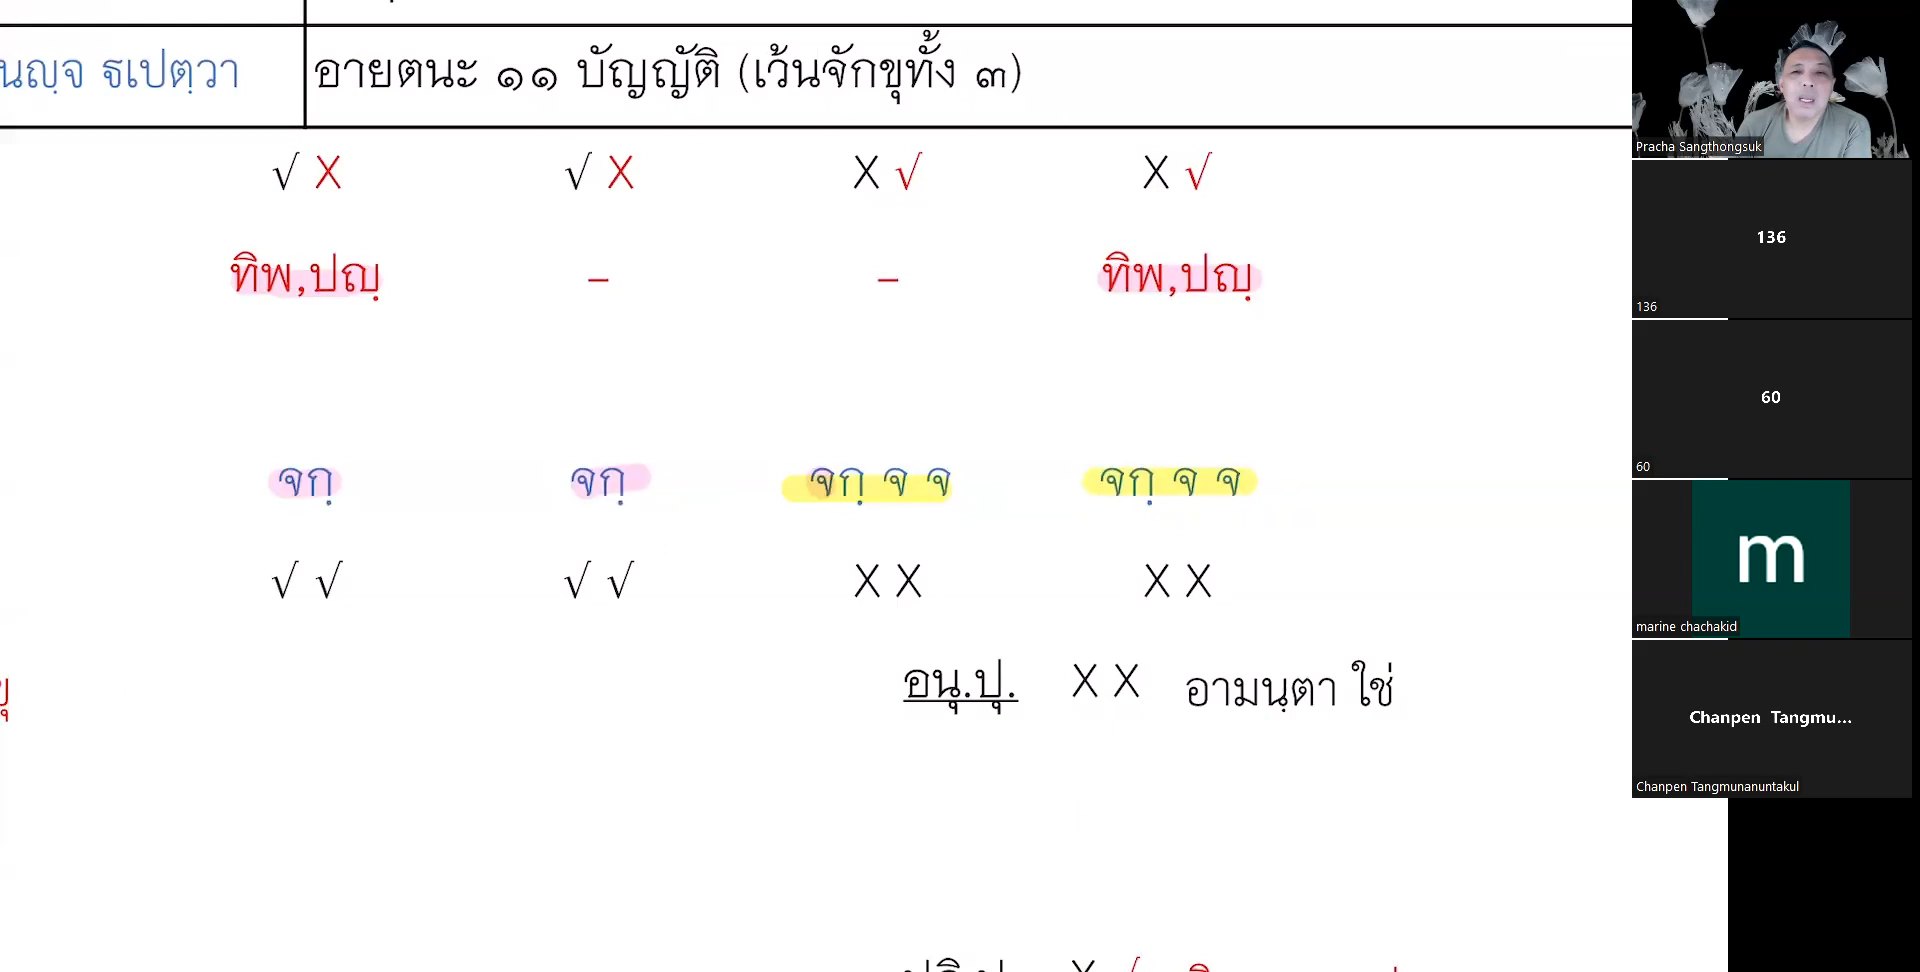 นญฺจ ธเปตฺวา อายตนะ ๑๑ บัญญัติ (เว้นจักขุทั้ง ๓)
√ X √ X X √ X √
ทิพ,ปญฺ – – ทิพ,ปญฺ
จกฺ จกฺ จกฺ จ จ จกฺ จ จ
√ √ √ √ X X X X
อนุ.ปุ. X X อามนฺตา ใช่
Pracha Sangthongsuk
136
136
60
60
m
marine chachakid
Chanpen Tangmu...
Chanpen Tangmunanuntakul